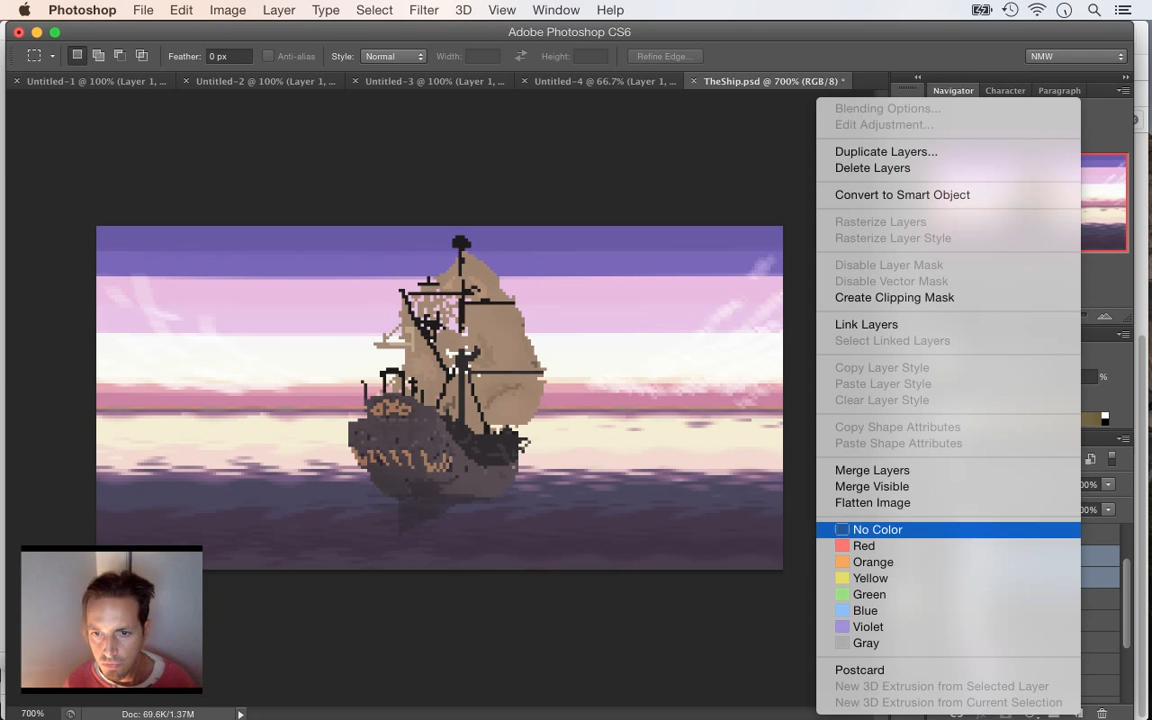 Photoshop File Edit Image Layer Type Select Filter 3D View Window Help
Adobe Photoshop CS6
Feather: 0 px Anti-alias Style: Normal Width: Height: Refine Edge... NMW
Untitled-1 @ 100% (Layer 1, ... Untitled-2 @ 100% (Layer 1, ... Untitled-3 @ 100% (Layer 1, ... Untitled-4 @ 66.7% (Layer 1, ... TheShip.psd @ 700% (RGB/8) *
Navigator Character Paragraph
Blending Options...
Edit Adjustment...
Duplicate Layers...
Delete Layers
Convert to Smart Object
Rasterize Layers
Rasterize Layer Style
Disable Layer Mask
Disable Vector Mask
Create Clipping Mask
Link Layers
Select Linked Layers
Copy Layer Style
Paste Layer Style
Clear Layer Style
%
Copy Shape Attributes
Paste Shape Attributes
Merge Layers
Merge Visible
00%
Flatten Image
00%
No Color
Red
Orange
Yellow
Green
Blue
Violet
Gray
Postcard
New 3D Extrusion from Selected Layer
New 3D Extrusion from Current Selection
700% Doc: 69.6K/1.37M